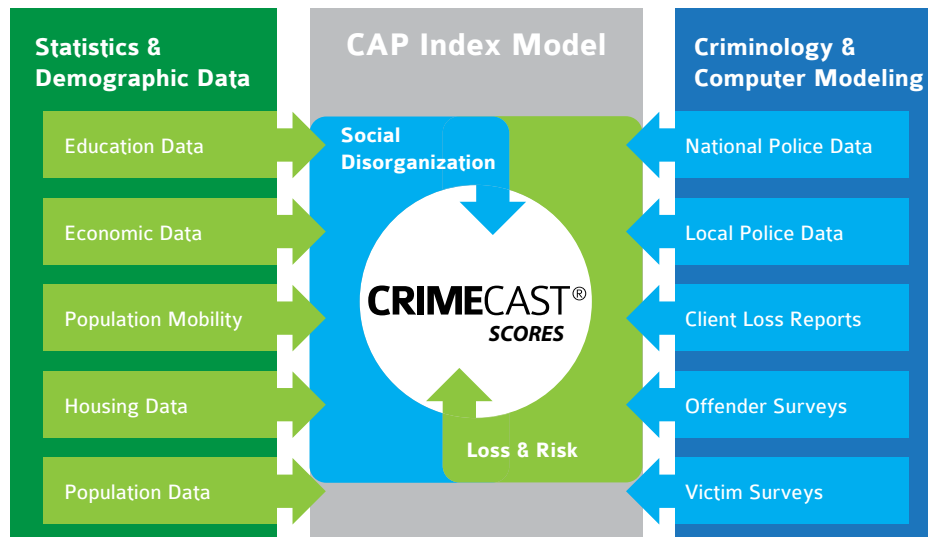 Statistics &
Demographic Data
Education Data
Economic Data
Population Mobility
Housing Data
Population Data
CAP Index Model
Social
Disorganization
CRIMECAST®
SCORES
Loss & Risk
Criminology &
Computer Modeling
National Police Data
Local Police Data
Client Loss Reports
Offender Surveys
Victim Surveys